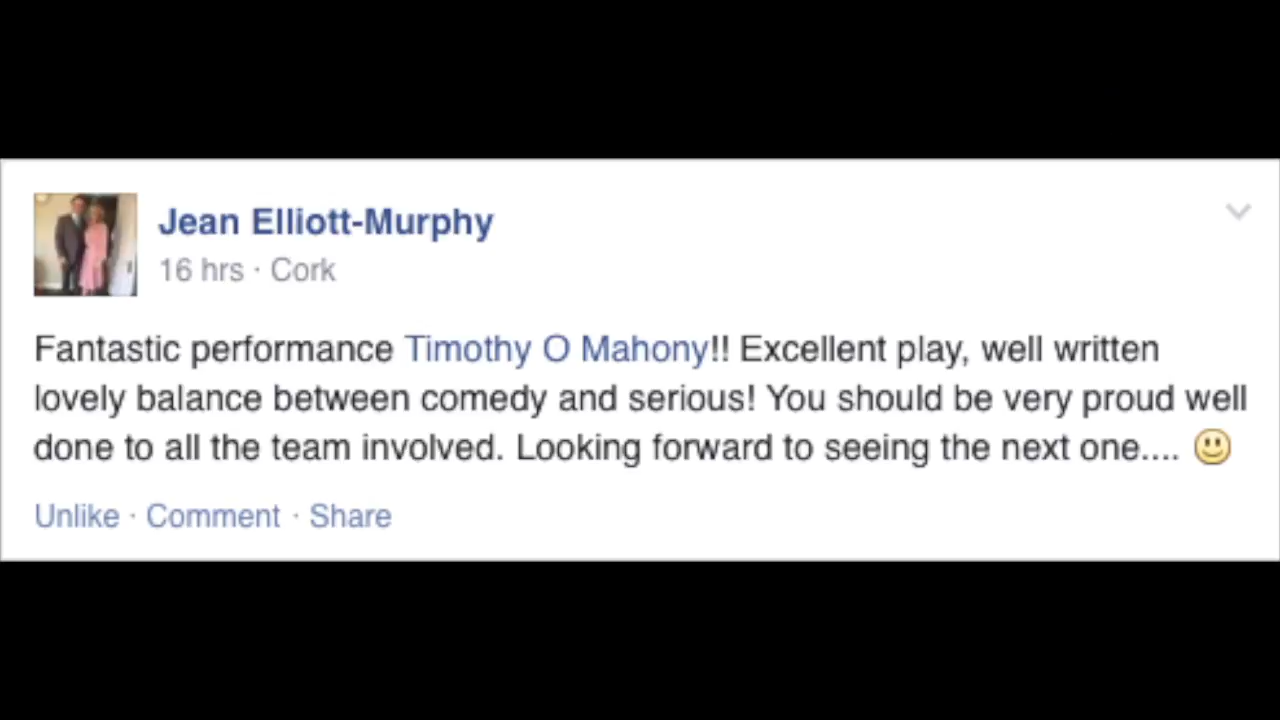 Jean Elliott-Murphy
16 hrs · Cork
Fantastic performance Timothy O Mahony!! Excellent play, well written
lovely balance between comedy and serious! You should be very proud well
done to all the team involved. Looking forward to seeing the next one.... 🙂
Unlike · Comment · Share